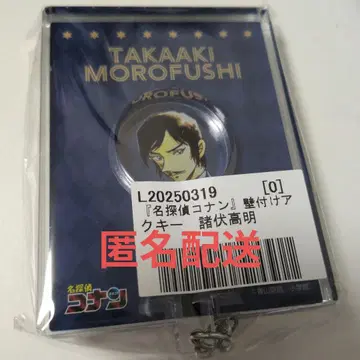 TAKAAKI
MOROFUSHI
MOROFUSHI
L20250319 [0]
『名探偵コナン』壁付けア
クキー 諸伏高明
匿名配送
名探偵
コナン